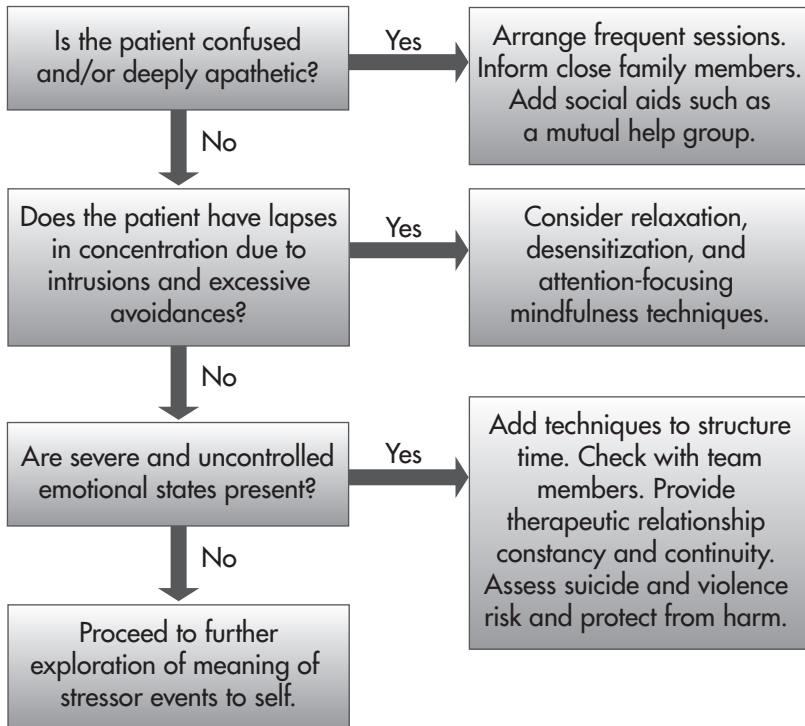 Is the patient confused
and/or deeply apathetic?
Yes
Arrange frequent sessions.
Inform close family members.
Add social aids such as
a mutual help group.
No
Does the patient have lapses
in concentration due to
intrusions and excessive
avoidances?
Yes
Consider relaxation,
desensitization, and
attention-focusing
mindfulness techniques.
No
Are severe and uncontrolled
emotional states present?
Yes
Add techniques to structure
time. Check with team
members. Provide
therapeutic relationship
constancy and continuity.
Assess suicide and violence
risk and protect from harm.
No
Proceed to further
exploration of meaning of
stressor events to self.